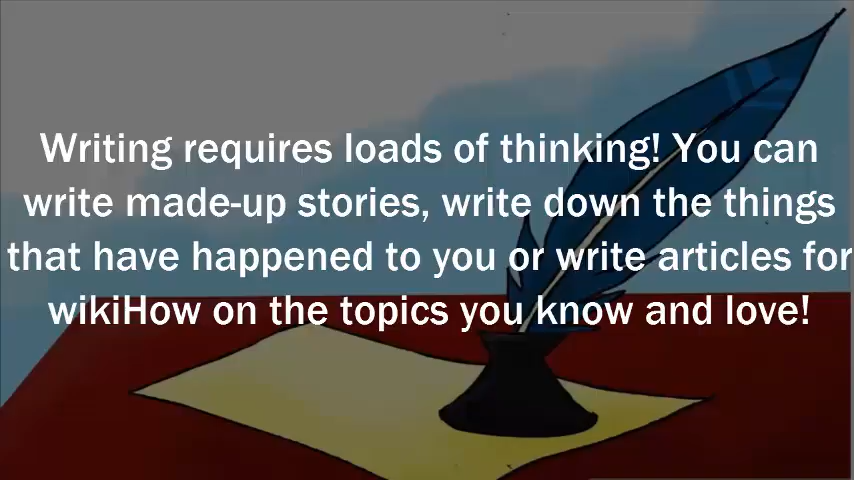 Writing requires loads of thinking! You can
write made-up stories, write down the things
that have happened to you or write articles for
wikiHow on the topics you know and love!